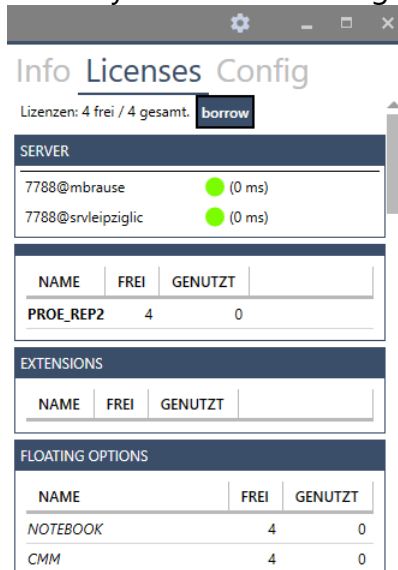 Info Licenses Config
Lizenzen: 4 frei / 4 gesamt. borrow
SERVER
7788@mbrause (0 ms)
7788@srvleipziglic (0 ms)
NAME FREI GENUTZT
PROE_REP2 4 0
EXTENSIONS
NAME FREI GENUTZT
FLOATING OPTIONS
NAME FREI GENUTZT
NOTEBOOK 4 0
CMM 4 0